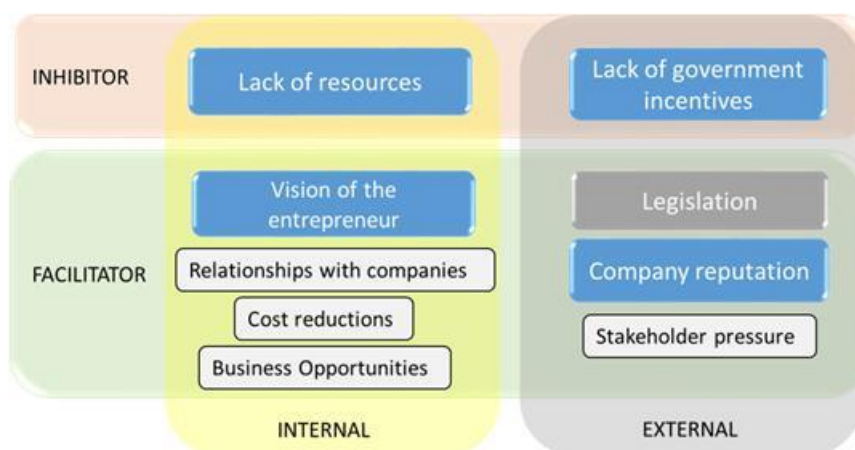 INHIBITOR
Lack of resources
Lack of government
incentives
FACILITATOR
Vision of the
entrepreneur
Relationships with companies
Cost reductions
Business Opportunities
Legislation
Company reputation
Stakeholder pressure
INTERNAL
EXTERNAL